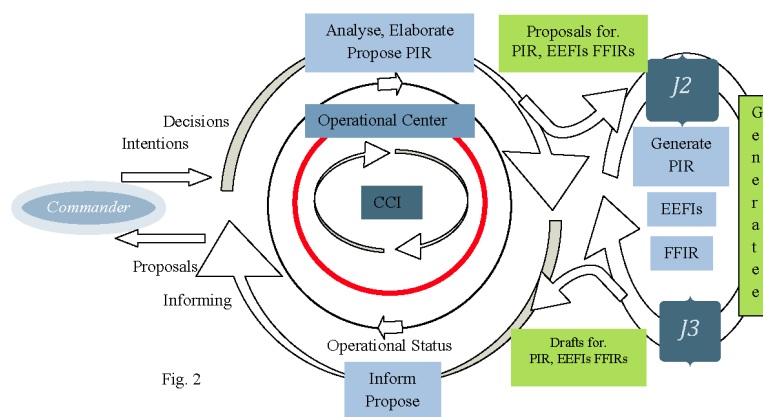 Analyse, Elaborate
Propose PIR
Proposals for.
PIR, EEFIs FFIRs
J2
Decisions
Intentions
Operational Center
Generate
PIR
Commander
CCI
EEFIs
FFIR
Proposals
Informing
Operational Status
Drafts for.
PIR, EEFIs FFIRs
J3
Generatee
Fig. 2
Inform
Propose